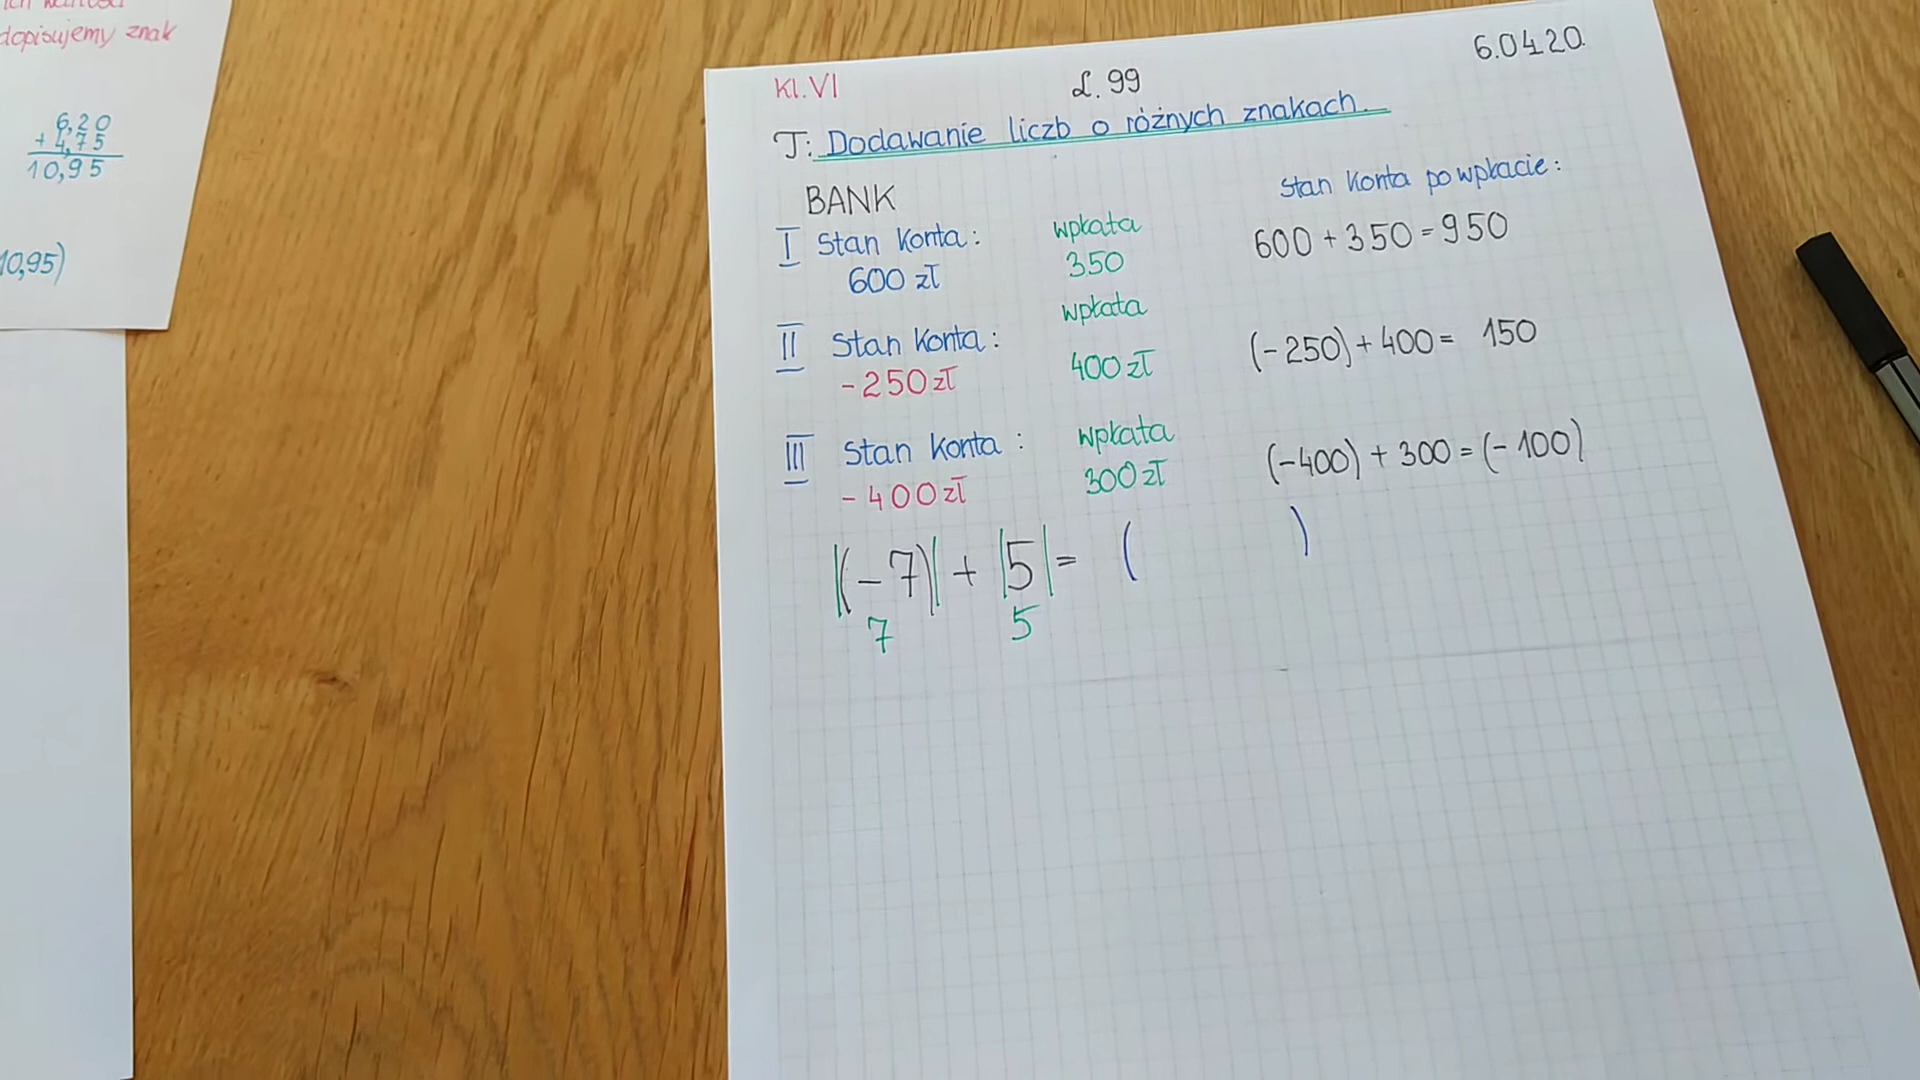 dopisujemy znak
6,20
+ 4,75
10,95
10,95)
Kl. VI
L. 99
6.04.20.
T: Dodawanie liczb o różnych znakach.
BANK
Stan konta po wpłacie:
I Stan konta:
wpłata
600 zł
350
600 + 350 = 950
II Stan konta:
wpłata
-250 zł
400 zł
(-250) + 400 = 150
III Stan konta:
wpłata
- 400 zł
300 zł
(-400) + 300 = (-100)
|(-7)| + |5| = ( )
7 5